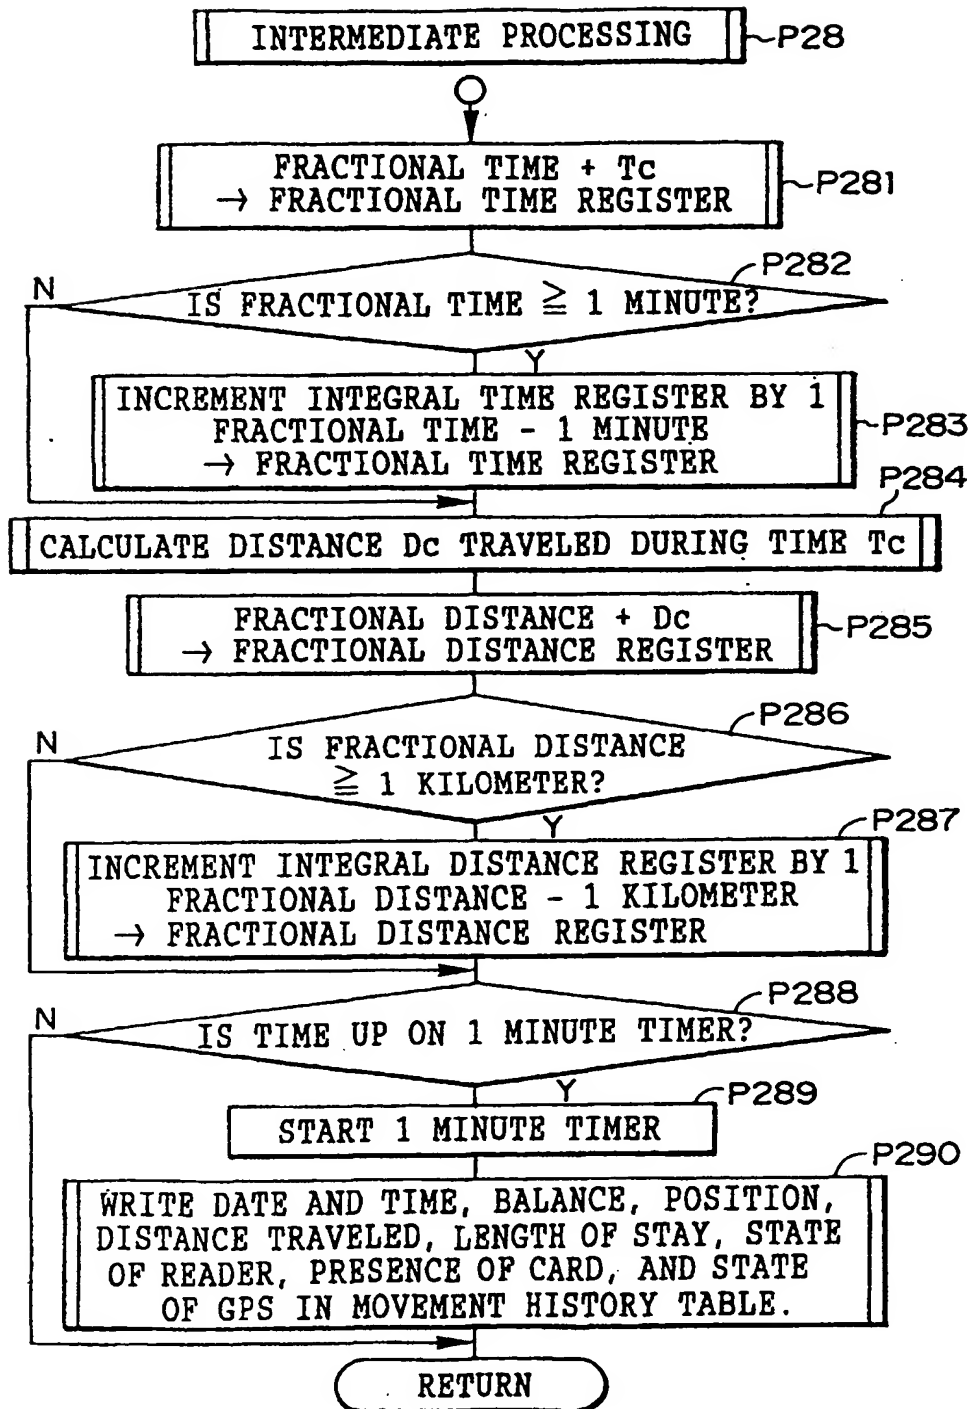 INTERMEDIATE PROCESSING
P28
FRACTIONAL TIME + Tc
→ FRACTIONAL TIME REGISTER
P281
P282
N
IS FRACTIONAL TIME ≧ 1 MINUTE?
Y
INCREMENT INTEGRAL TIME REGISTER BY 1
FRACTIONAL TIME - 1 MINUTE
→ FRACTIONAL TIME REGISTER
P283
P284
CALCULATE DISTANCE Dc TRAVELED DURING TIME Tc
FRACTIONAL DISTANCE + Dc
→ FRACTIONAL DISTANCE REGISTER
P285
P286
N
IS FRACTIONAL DISTANCE
≧ 1 KILOMETER?
Y
P287
INCREMENT INTEGRAL DISTANCE REGISTER BY 1
FRACTIONAL DISTANCE - 1 KILOMETER
→ FRACTIONAL DISTANCE REGISTER
P288
N
IS TIME UP ON 1 MINUTE TIMER?
Y
P289
START 1 MINUTE TIMER
P290
WRITE DATE AND TIME, BALANCE, POSITION,
DISTANCE TRAVELED, LENGTH OF STAY, STATE
OF READER, PRESENCE OF CARD, AND STATE
OF GPS IN MOVEMENT HISTORY TABLE.
RETURN